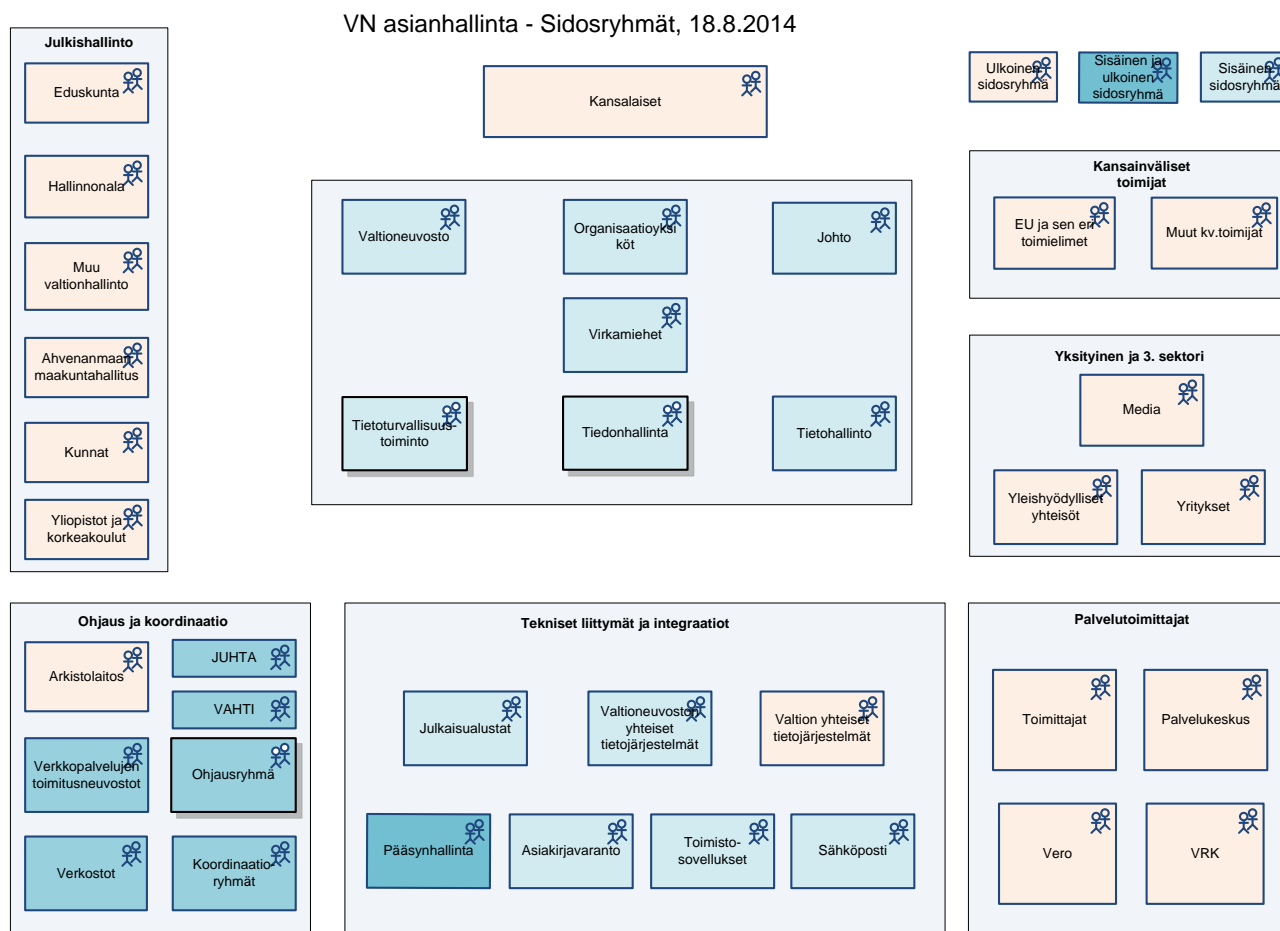 VN asianhallinta - Sidosryhmät, 18.8.2014
Julkishallinto
Eduskunta
Hallinnonala
Muu
valtionhallinto
Ahvenanmaan
maakuntahallitus
Kunnat
Yliopistot ja
korkeakoulut
Kansalaiset
Ulkoinen
sidosryhmä
Sisäinen ja
ulkoinen
sidosryhmä
Sisäinen
sidosryhmä
Valtioneuvosto
Organisaatioyksi
köt
Johto
Virkamiehet
Tietoturvallisuus-
toiminto
Tiedonhallinta
Tietohallinto
Kansainväliset
toimijat
EU ja sen eri
toimielimet
Muut kv.toimijat
Yksityinen ja 3. sektori
Media
Yleishyödylliset
yhteisöt
Yritykset
Ohjaus ja koordinaatio
Arkistolaitos
JUHTA
VAHTI
Verkkopalvelujen
toimitusneuvostot
Ohjausryhmä
Verkostot
Koordinaatio-
ryhmät
Tekniset liittymät ja integraatiot
Julkaisualustat
Valtioneuvoston
yhteiset
tietojärjestelmät
Valtion yhteiset
tietojärjestelmät
Pääsynhallinta
Asiakirjavaranto
Toimisto-
sovellukset
Sähköposti
Palvelutoimittajat
Toimittajat
Palvelukeskus
Vero
VRK